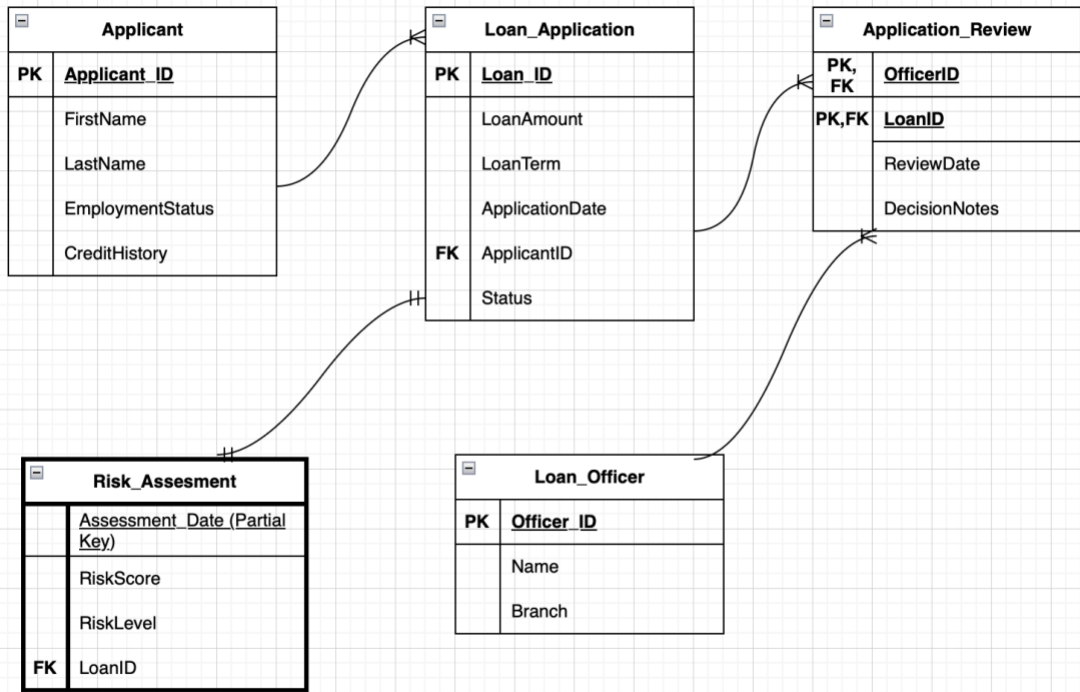 Applicant
PK Applicant_ID
FirstName
LastName
EmploymentStatus
CreditHistory
Loan_Application
PK Loan_ID
LoanAmount
LoanTerm
ApplicationDate
FK ApplicantID
Status
Application_Review
PK,
FK OfficerID
PK,FK LoanID
ReviewDate
DecisionNotes
Risk_Assesment
Assessment_Date (Partial
Key)
RiskScore
RiskLevel
FK LoanID
Loan_Officer
PK Officer_ID
Name
Branch